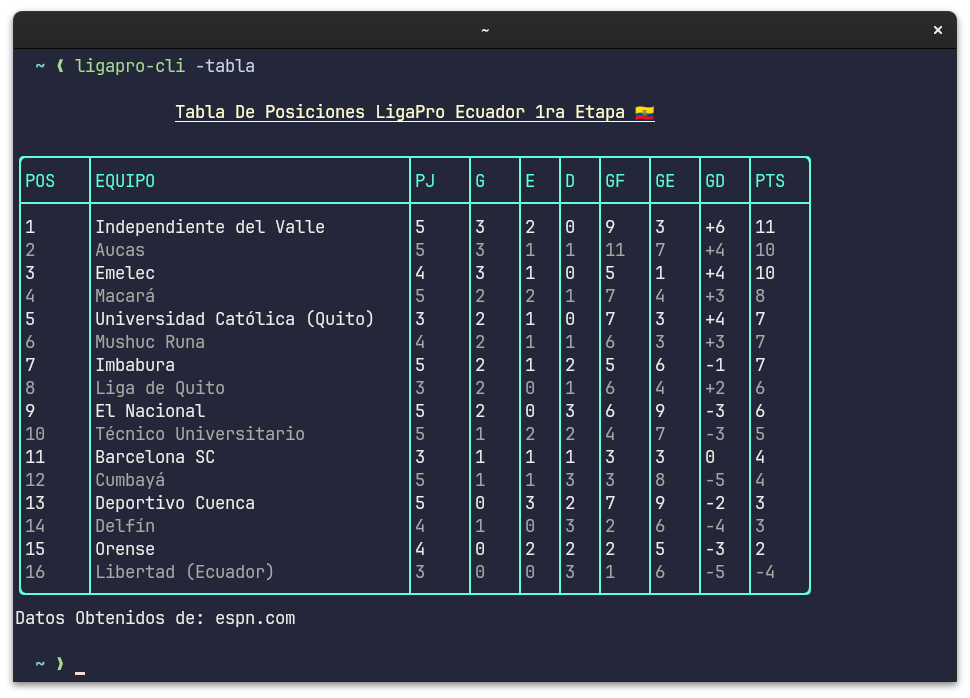 ~ ×
~ ❨ ligapro-cli -tabla
Tabla De Posiciones LigaPro Ecuador 1ra Etapa 🇪🇨
POS EQUIPO PJ G E D GF GE GD PTS
1 Independiente del Valle 5 3 2 0 9 3 +6 11
2 Aucas 5 3 1 1 11 7 +4 10
3 Emelec 4 3 1 0 5 1 +4 10
4 Macará 5 2 2 1 7 4 +3 8
5 Universidad Católica (Quito) 3 2 1 0 7 3 +4 7
6 Mushuc Runa 4 2 1 1 6 3 +3 7
7 Imbabura 5 2 1 2 5 6 -1 7
8 Liga de Quito 3 2 0 1 6 4 +2 6
9 El Nacional 5 2 0 3 6 9 -3 6
10 Técnico Universitario 5 1 2 2 4 7 -3 5
11 Barcelona SC 3 1 1 1 3 3 0 4
12 Cumbayá 5 1 1 3 3 8 -5 4
13 Deportivo Cuenca 5 0 3 2 7 9 -2 3
14 Delfín 4 1 0 3 2 6 -4 3
15 Orense 4 0 2 2 2 5 -3 2
16 Libertad (Ecuador) 3 0 0 3 1 6 -5 -4
Datos Obtenidos de: espn.com
~ ❩ _